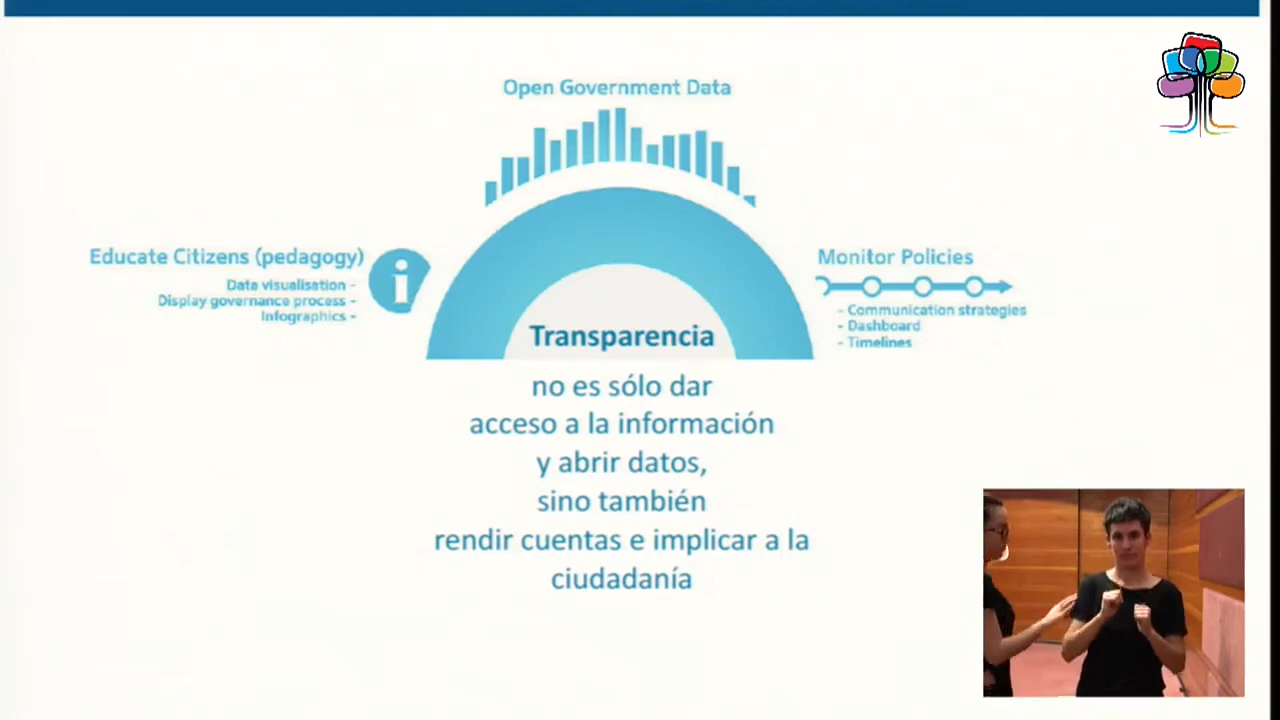 Open Government Data
Educate Citizens (pedagogy)
Data visualisation -
Display governance process -
Infographics -
i
Monitor Policies
- Communication strategies
- Dashboard
- Timelines
Transparencia
no es sólo dar
acceso a la información
y abrir datos,
sino también
rendir cuentas e implicar a la
ciudadanía